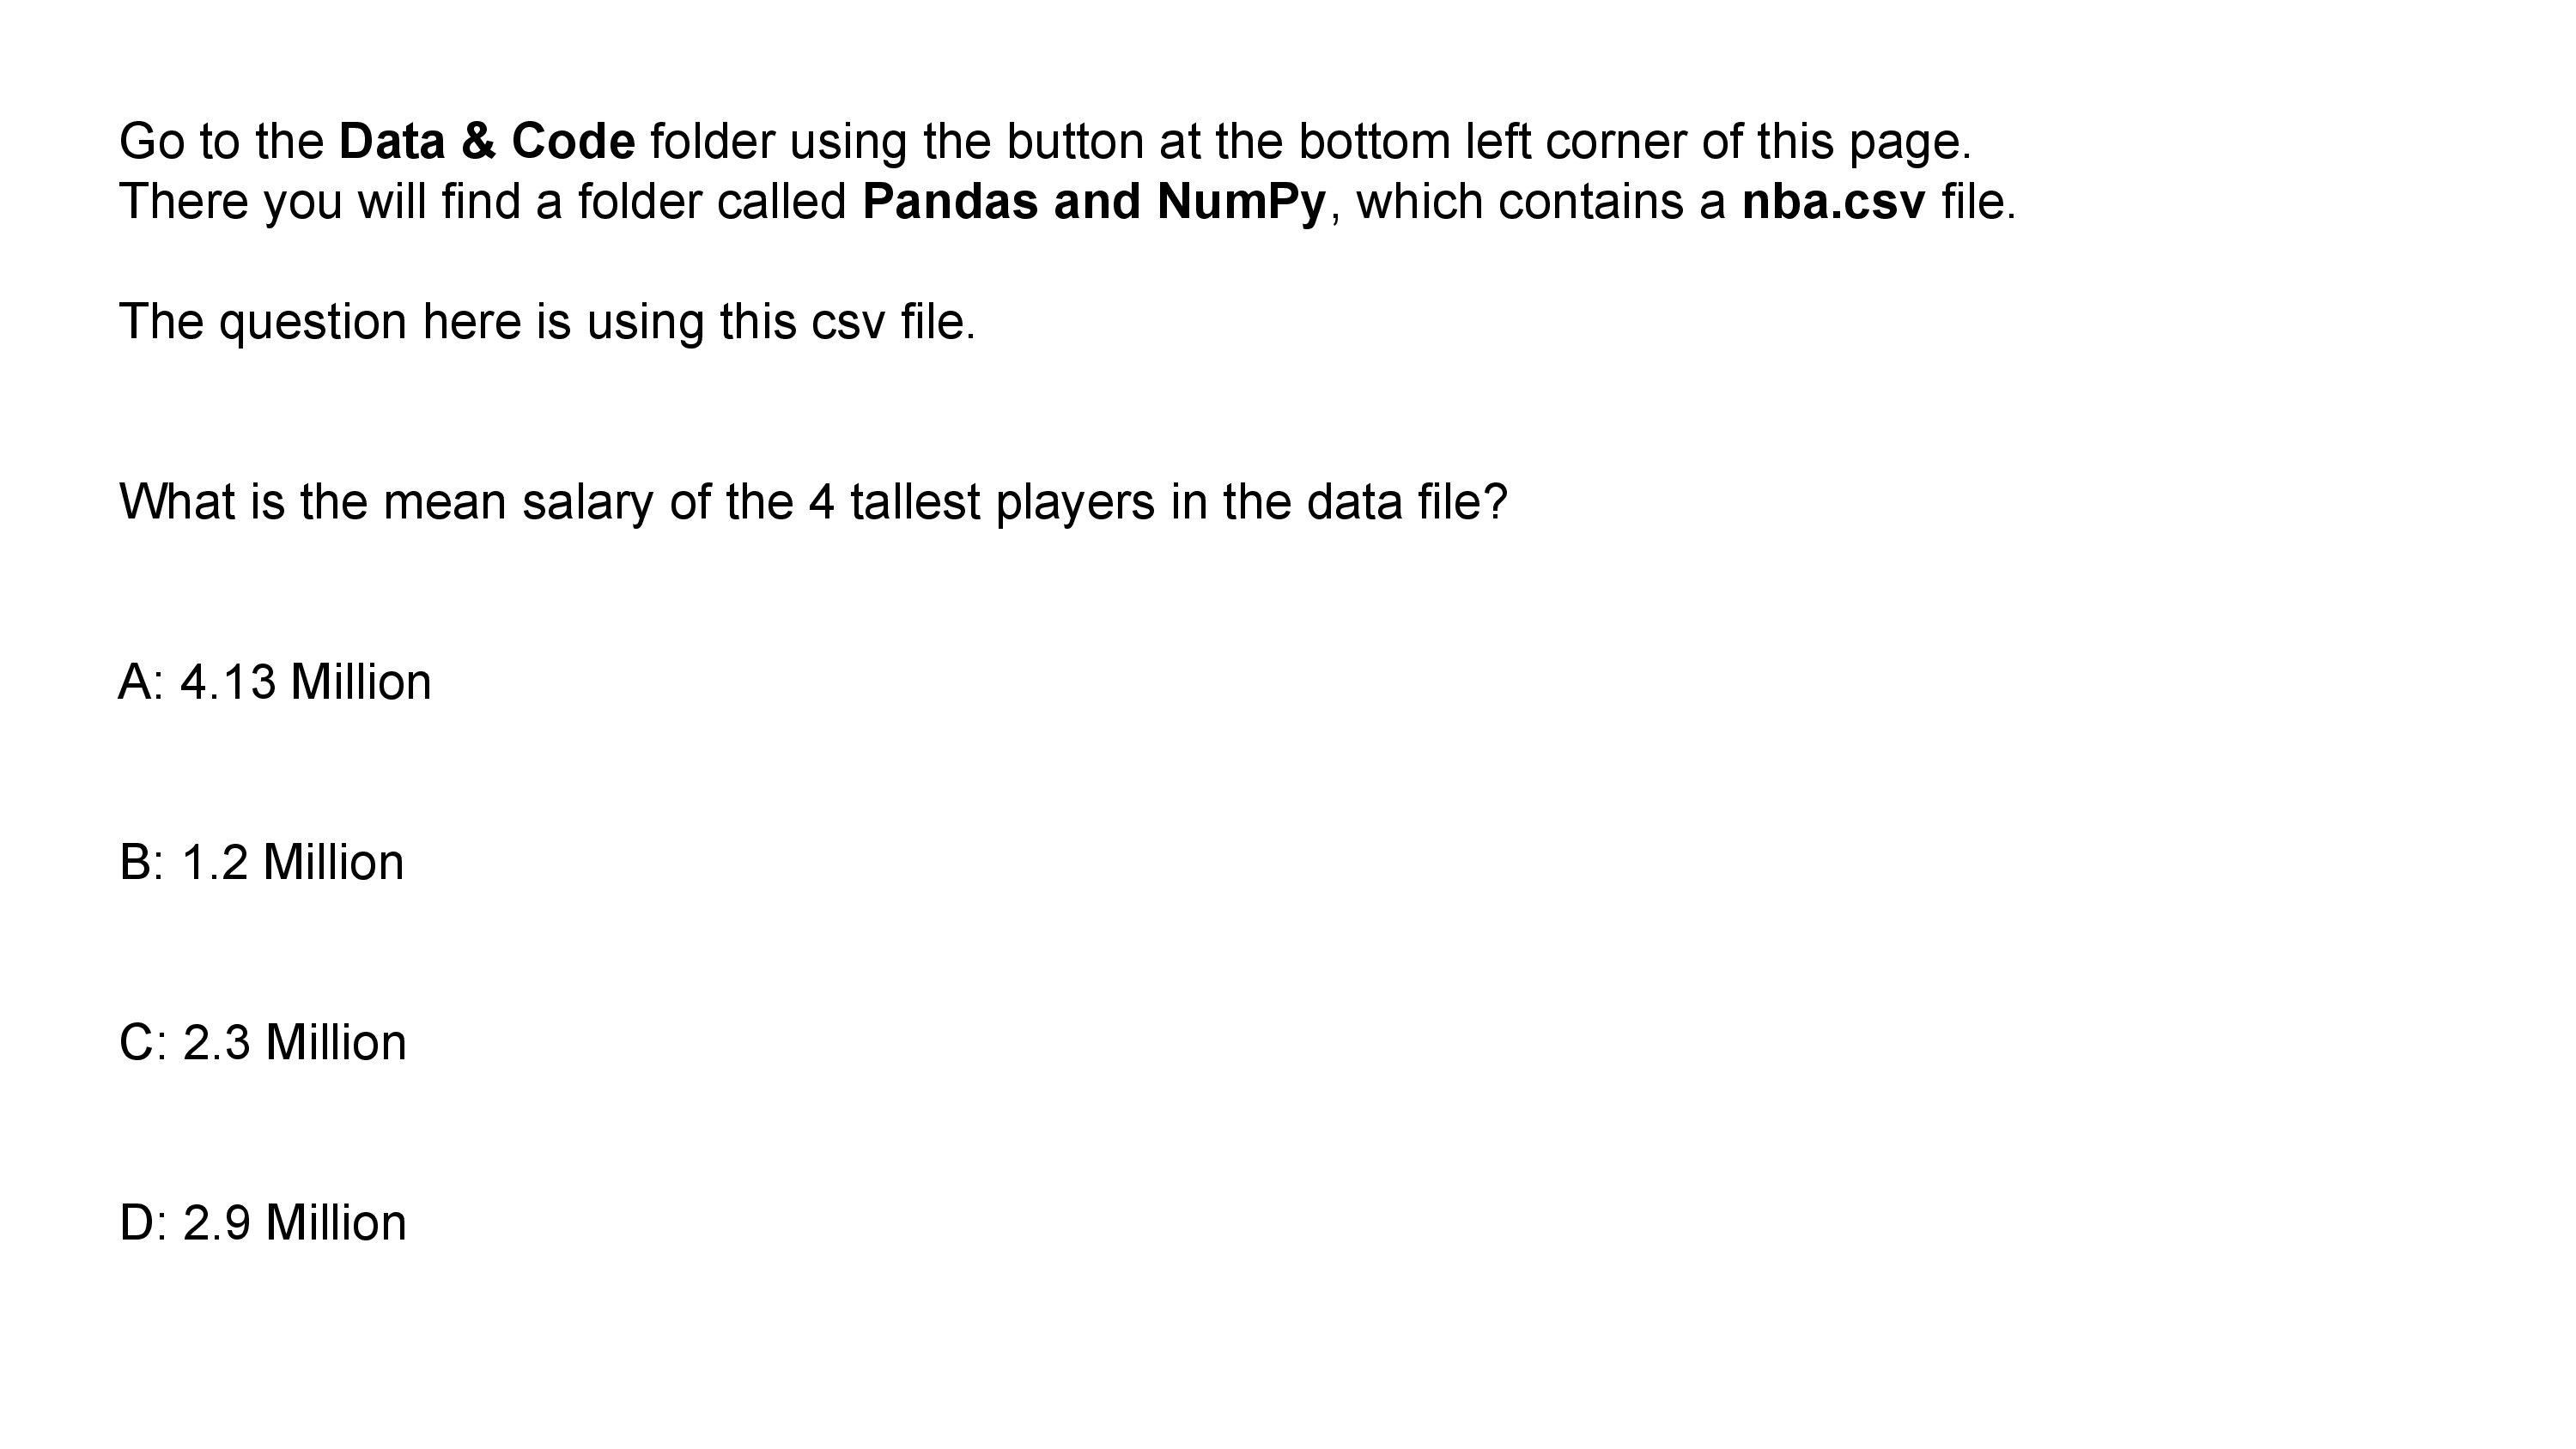 Go to the Data & Code folder using the button at the bottom left corner of this page.
There you will find a folder called Pandas and NumPy, which contains a nba.csv file.
The question here is using this csv file.
What is the mean salary of the 4 tallest players in the data file?
A: 4.13 Million
B: 1.2 Million
C: 2.3 Million
D: 2.9 Million